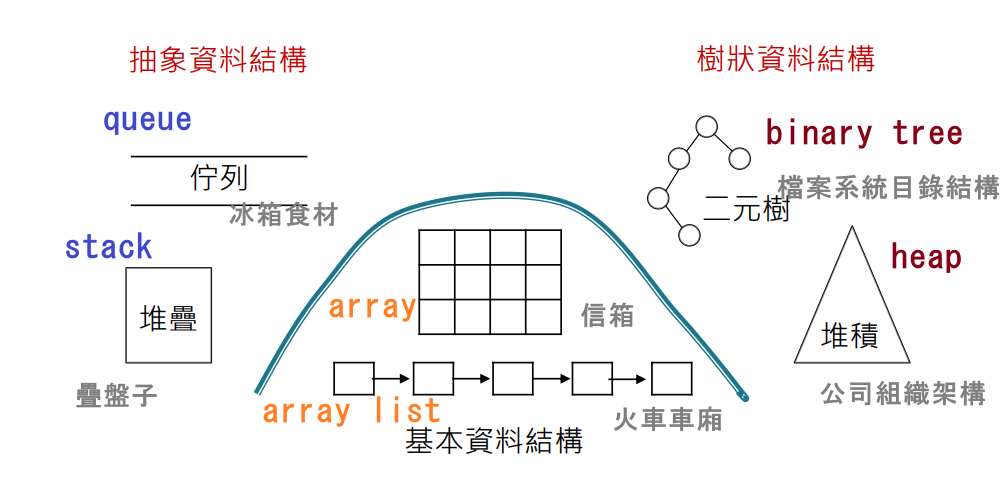 抽象資料結構
queue
佇列
冰箱食材
stack
堆疊
疊盤子
array
信箱
array list
火車車廂
基本資料結構
樹狀資料結構
binary tree
檔案系統目錄結構
二元樹
heap
堆積
公司組織架構